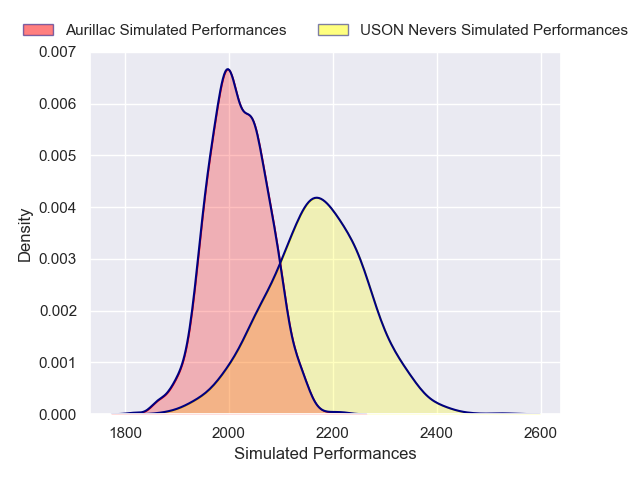 Aurillac Simulated Performances
USON Nevers Simulated Performances
0.007
0.006
0.005
0.004
0.003
0.002
0.001
0.000
Density
1800 2000 2200 2400 2600
Simulated Performances